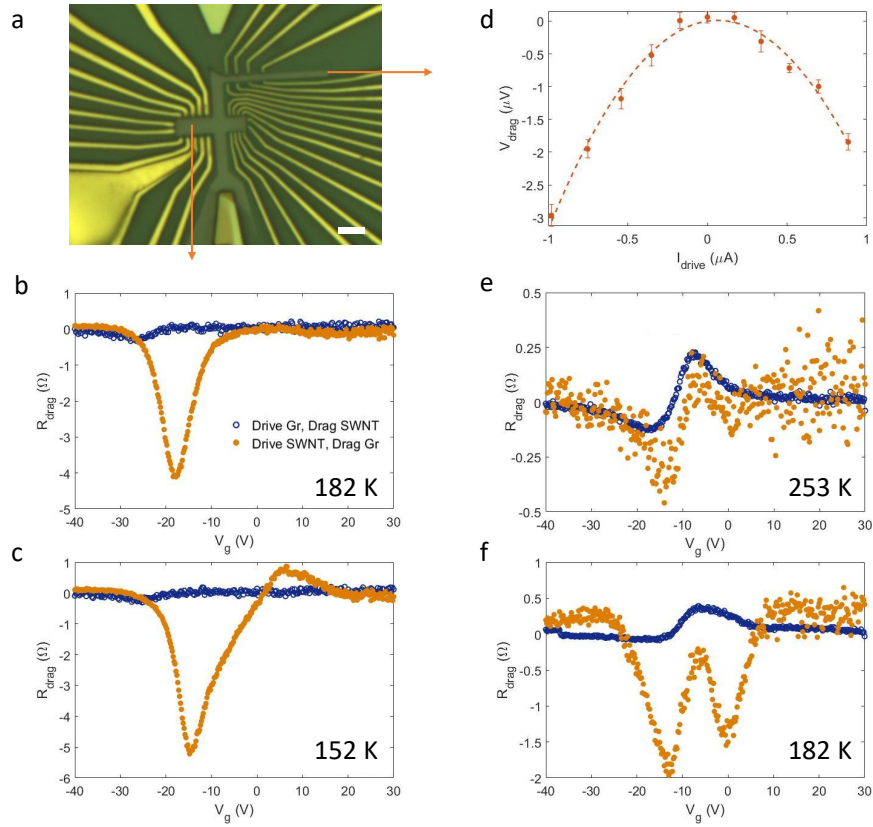 a
d
V_drag (μV)
0
-0.5
-1
-1.5
-2
-2.5
-3
-1 -0.5 0 0.5 1
I_drive (μA)
b
R_drag (Ω)
1
0
-1
-2
-3
-4
-5
Drive Gr, Drag SWNT
Drive SWNT, Drag Gr
182 K
-40 -30 -20 -10 0 10 20 30
V_g (V)
e
R_drag (Ω)
0.5
0.25
0
-0.25
-0.5
253 K
-40 -30 -20 -10 0 10 20 30
V_g (V)
c
R_drag (Ω)
1
0
-1
-2
-3
-4
-5
-6
152 K
-40 -30 -20 -10 0 10 20 30
V_g (V)
f
R_drag (Ω)
1.5
1
0.5
0
-0.5
-1
-1.5
-2
182 K
-40 -30 -20 -10 0 10 20 30
V_g (V)